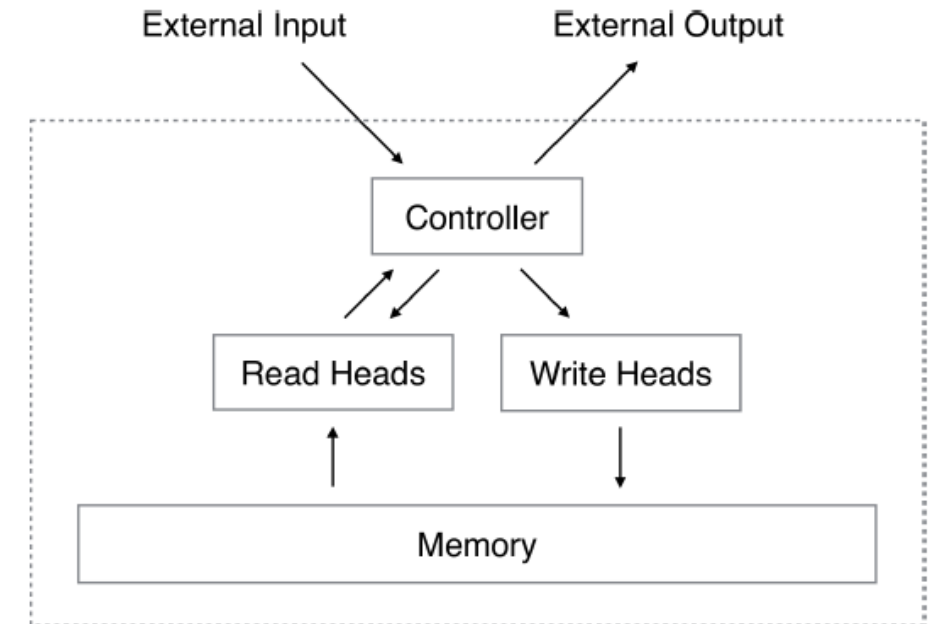 External Input
External Output
Controller
Read Heads
Write Heads
Memory